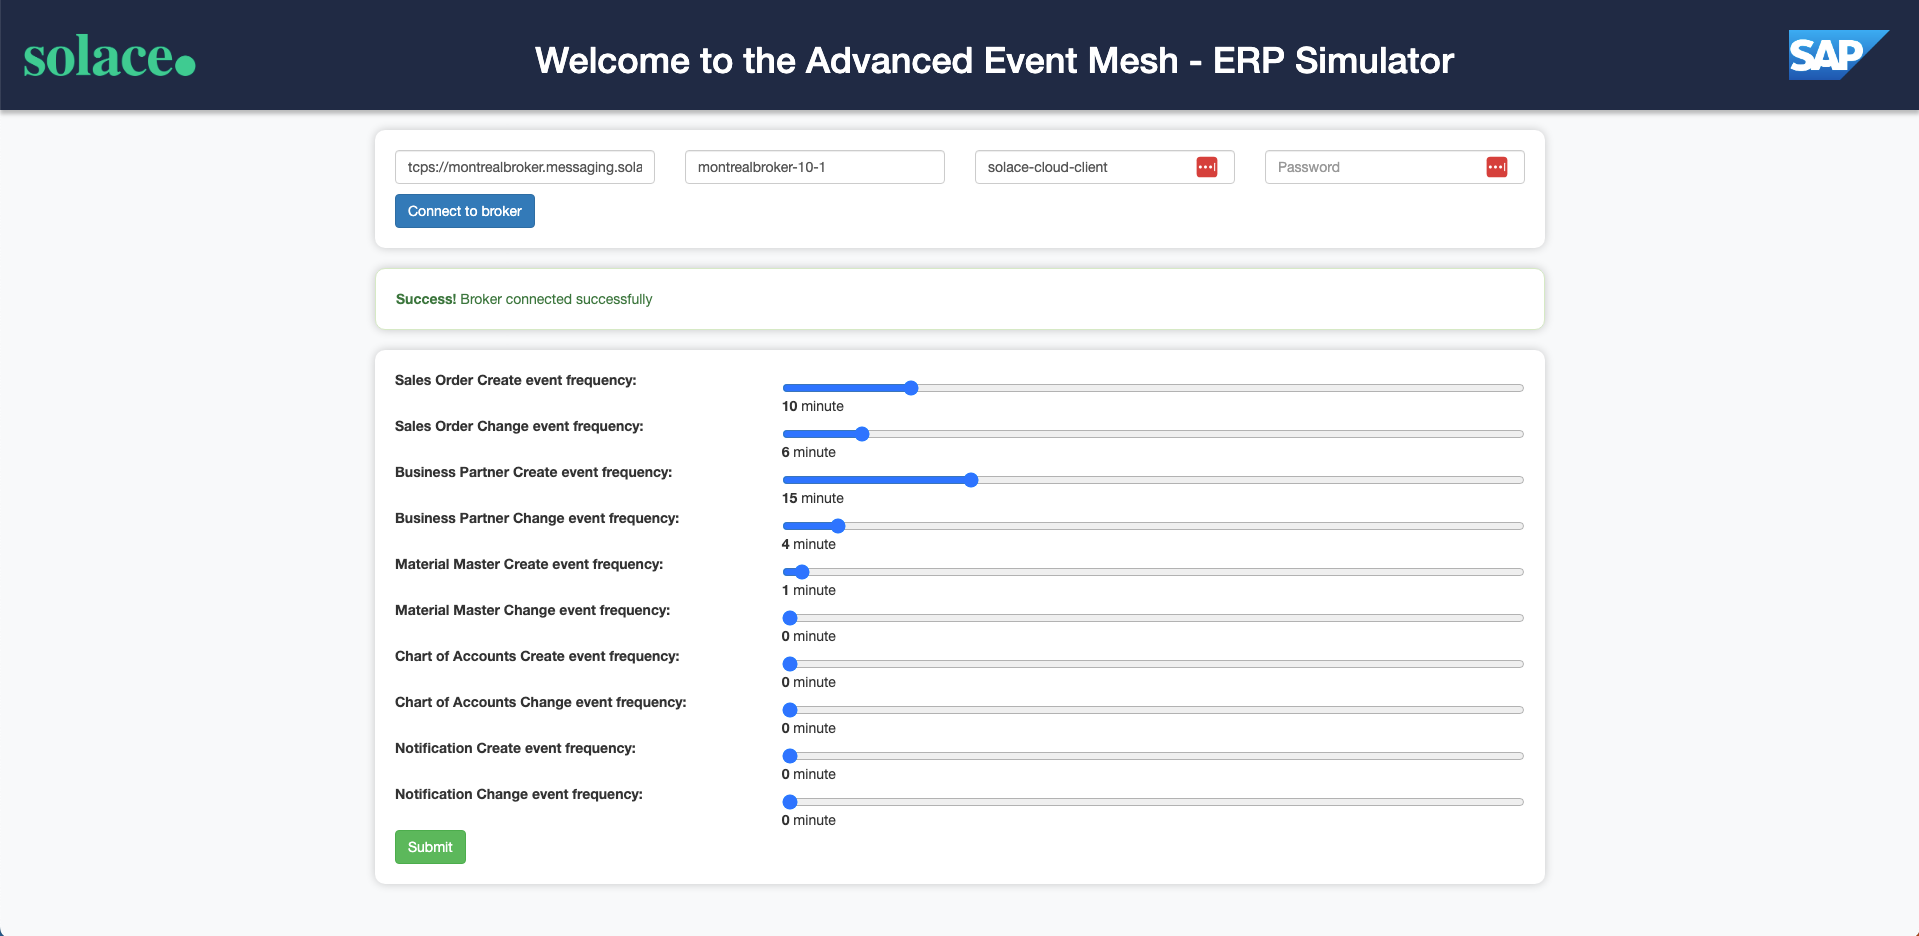 solace.
Welcome to the Advanced Event Mesh - ERP Simulator
SAP
tcps://montrealbroker.messaging.sola
montrealbroker-10-1
solace-cloud-client
Password
Connect to broker
Success! Broker connected successfully
Sales Order Create event frequency:
10 minute
Sales Order Change event frequency:
6 minute
Business Partner Create event frequency:
15 minute
Business Partner Change event frequency:
4 minute
Material Master Create event frequency:
1 minute
Material Master Change event frequency:
0 minute
Chart of Accounts Create event frequency:
0 minute
Chart of Accounts Change event frequency:
0 minute
Notification Create event frequency:
0 minute
Notification Change event frequency:
0 minute
Submit